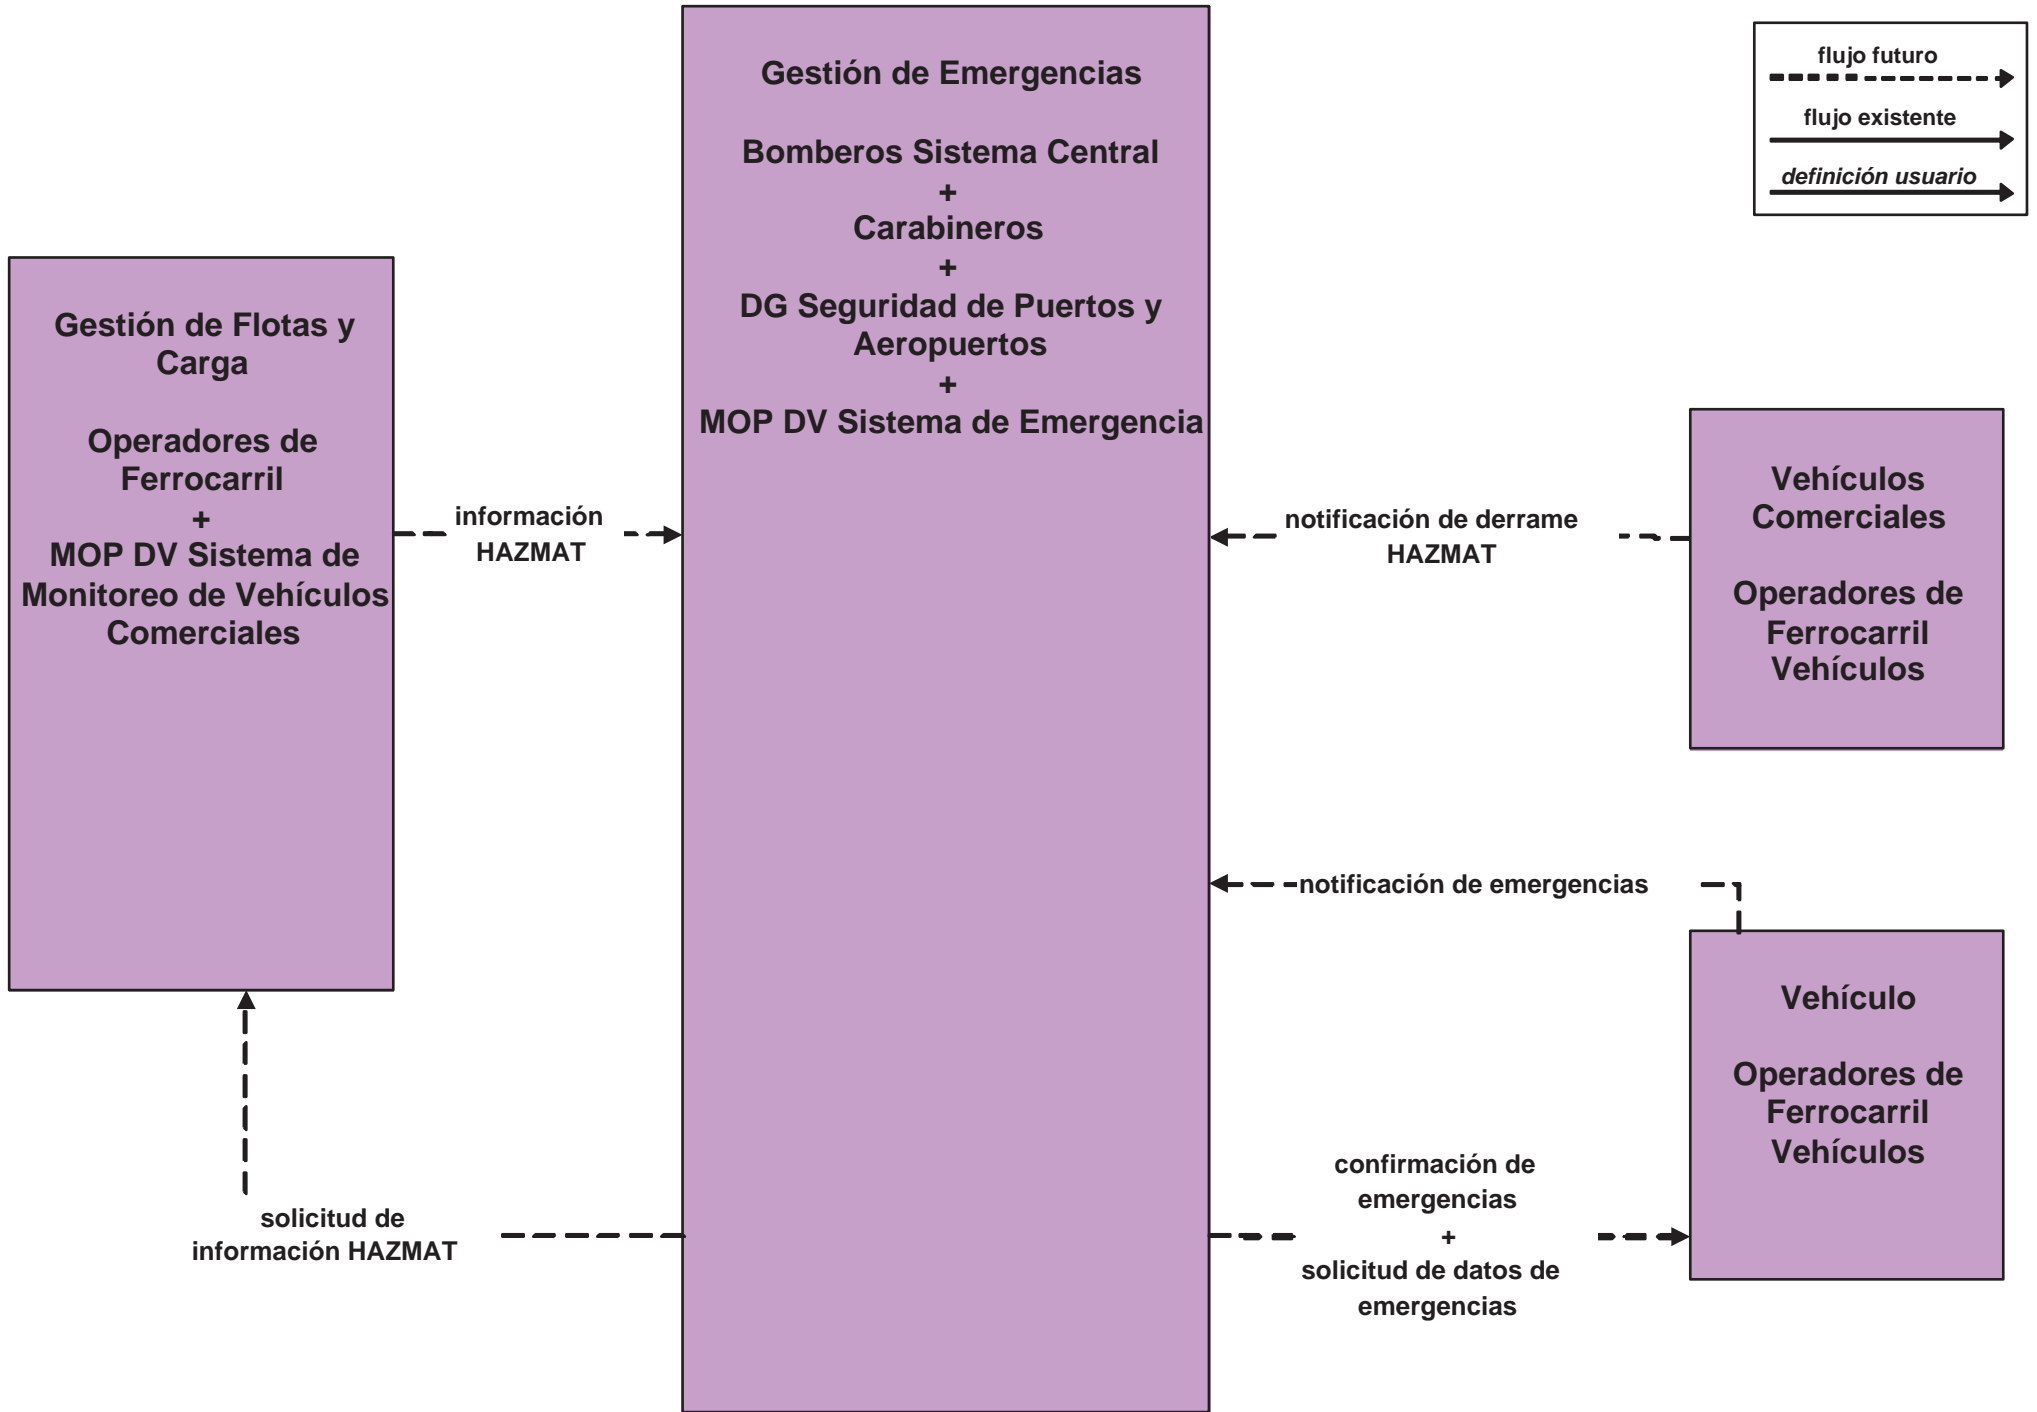 Gestión de Emergencias
Bomberos Sistema Central
+
Carabineros
+
DG Seguridad de Puertos y
Aeropuertos
+
MOP DV Sistema de Emergencia
flujo futuro
flujo existente
definición usuario
Gestión de Flotas y
Carga
Operadores de
Ferrocarril
+
MOP DV Sistema de
Monitoreo de Vehículos
Comerciales
información
HAZMAT
notificación de derrame
HAZMAT
Vehículos
Comerciales
Operadores de
Ferrocarril
Vehículos
notificación de emergencias
Vehículo
Operadores de
Ferrocarril
Vehículos
solicitud de
información HAZMAT
confirmación de
emergencias
+
solicitud de datos de
emergencias